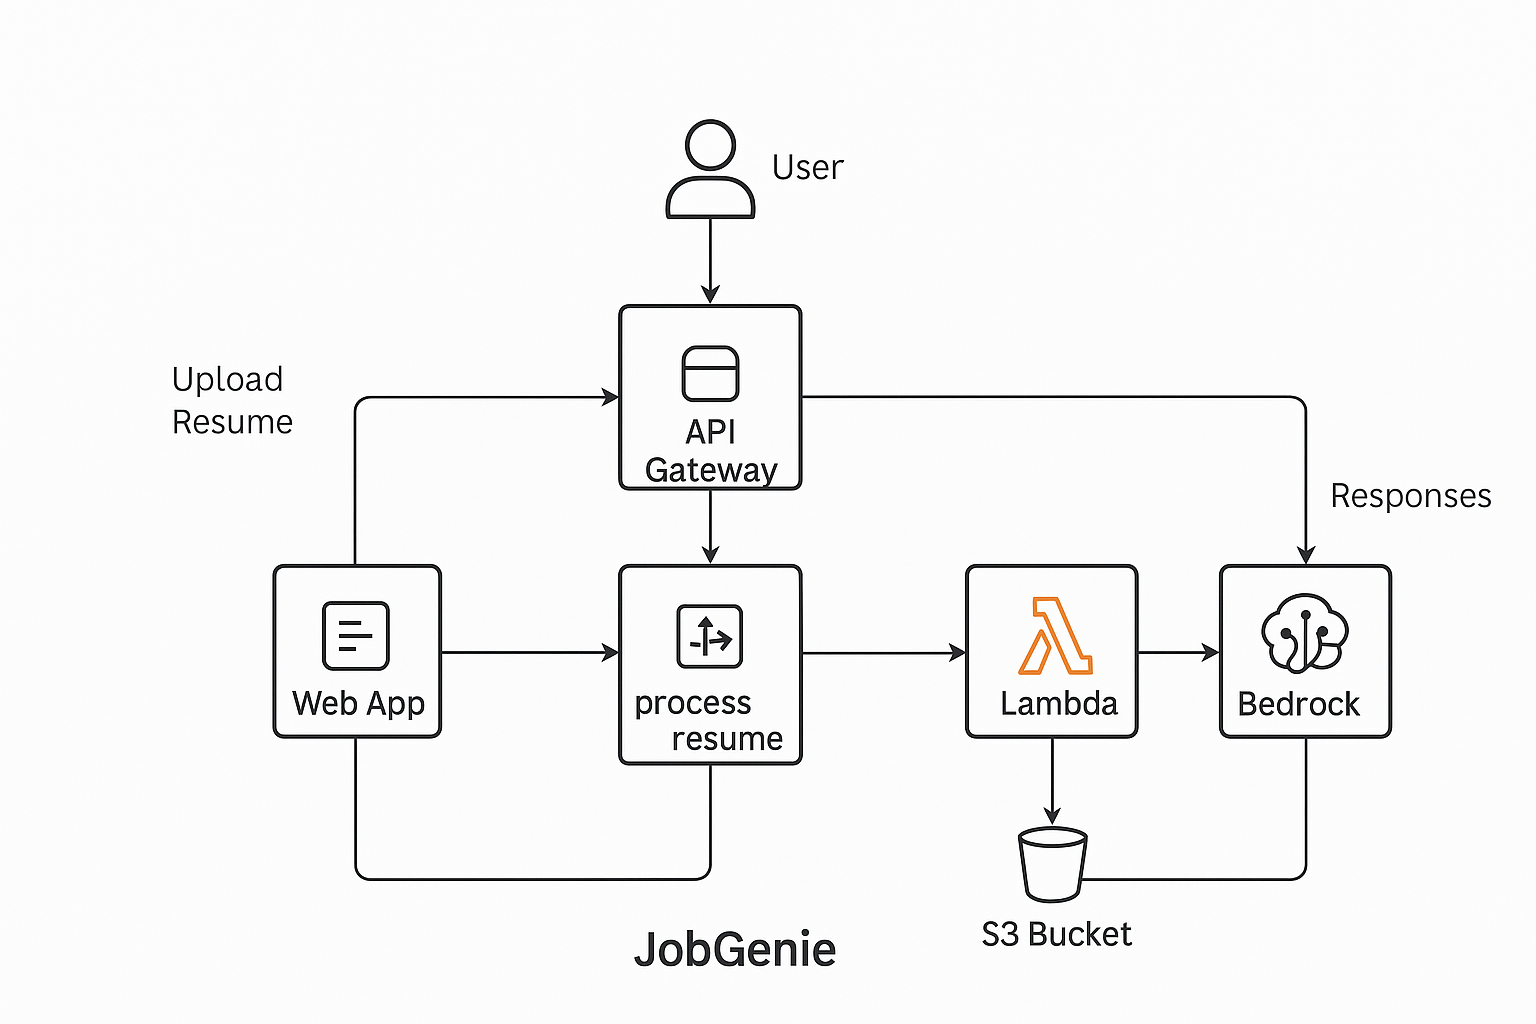 User
Upload
Resume
API
Gateway
Responses
Web App
process
resume
Lambda
Bedrock
S3 Bucket
JobGenie